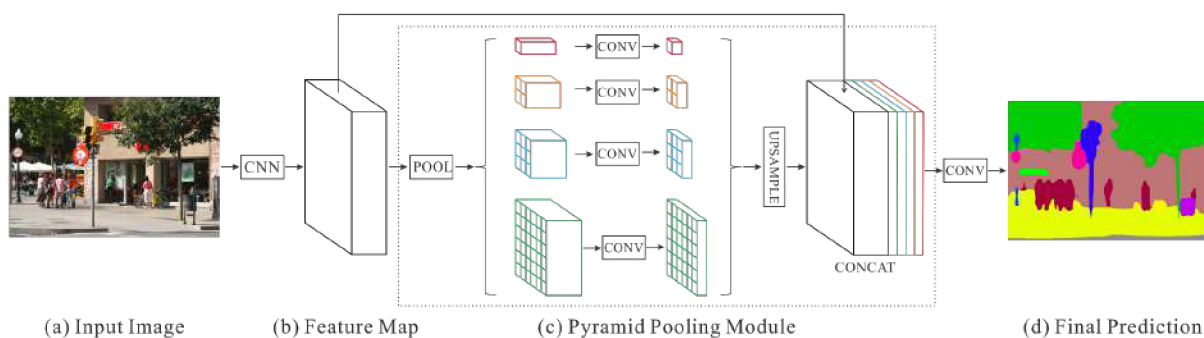 CNN
POOL
CONV
CONV
CONV
CONV
UPSAMPLE
CONCAT
CONV
(a) Input Image
(b) Feature Map
(c) Pyramid Pooling Module
(d) Final Prediction